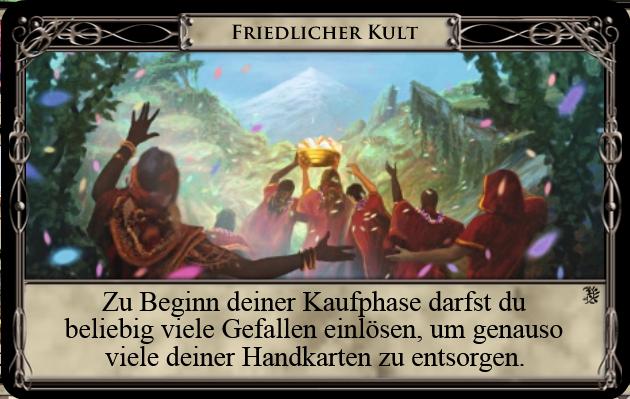 Friedlicher Kult
Zu Beginn deiner Kaufphase darfst du
beliebig viele Gefallen einlösen, um genauso
viele deiner Handkarten zu entsorgen.